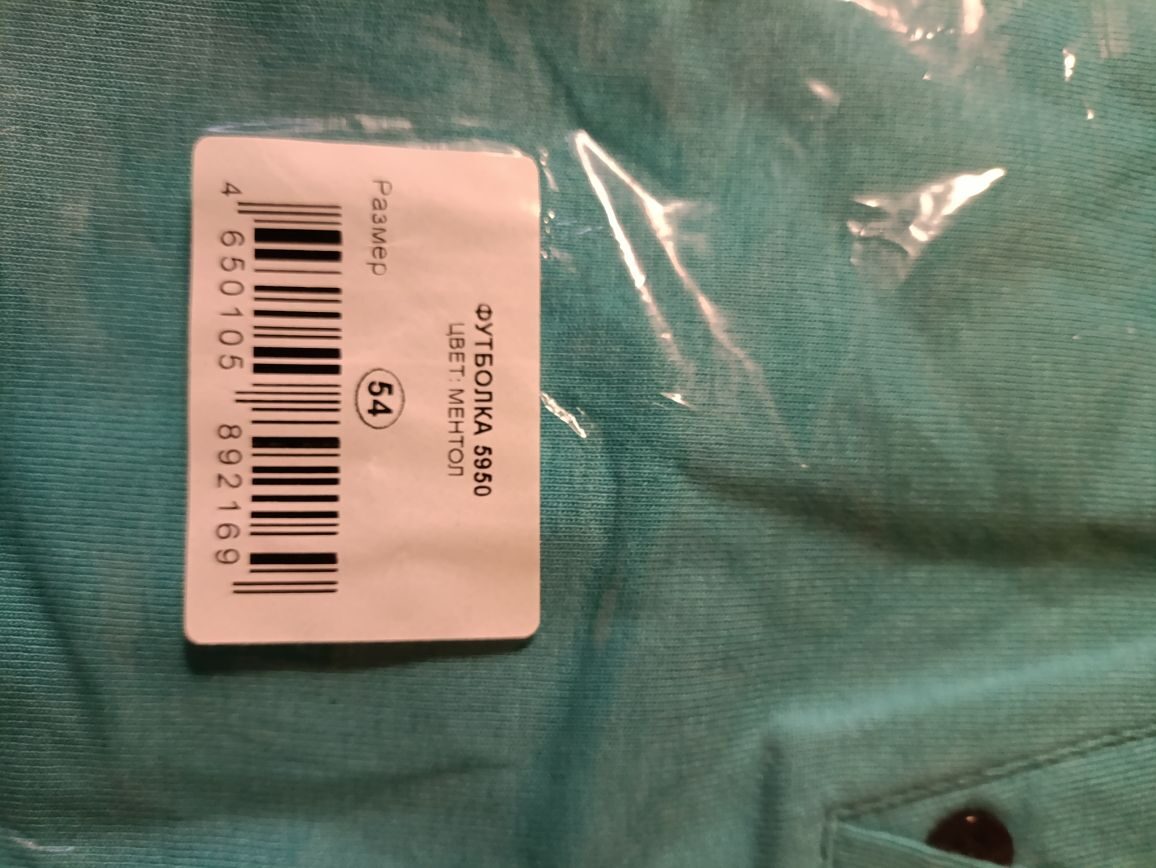 ФУТБОЛКА 5950
ЦВЕТ: МЕНТОЛ
Размер
54
4 650105 892169